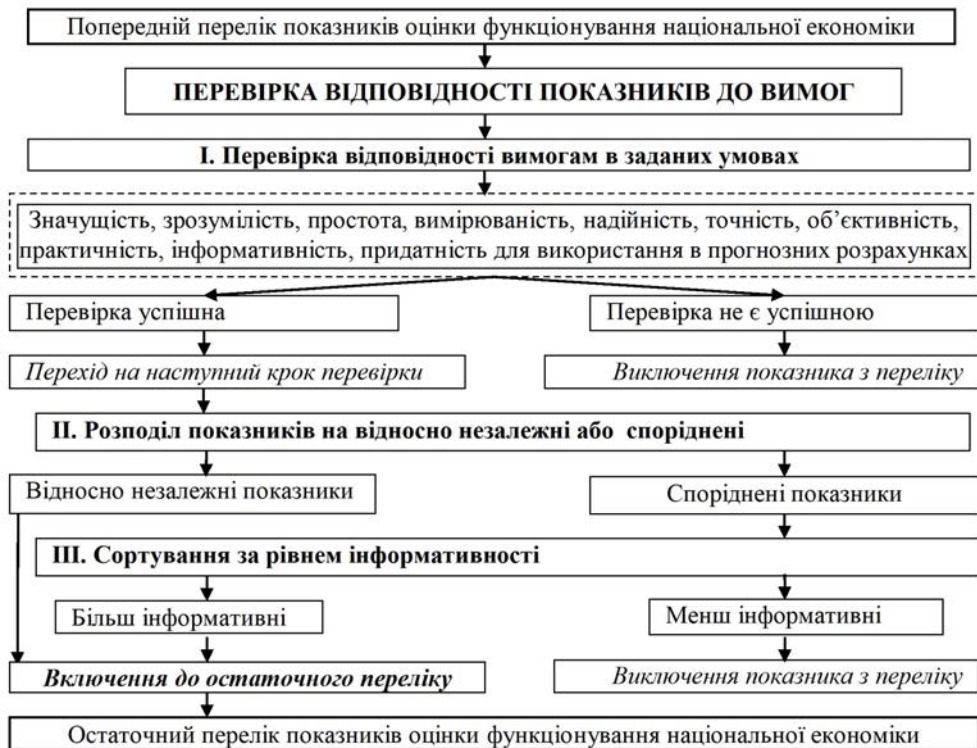 Попередній перелік показників оцінки функціонування національної економіки
ПЕРЕВІРКА ВІДПОВІДНОСТІ ПОКАЗНИКІВ ДО ВИМОГ
I. Перевірка відповідності вимогам в заданих умовах
Значущість, зрозумілість, простота, вимірюваність, надійність, точність, об’єктивність,
практичність, інформативність, придатність для використання в прогнозних розрахунках
Перевірка успішна
Перевірка не є успішною
Перехід на наступний крок перевірки
Виключення показника з переліку
II. Розподіл показників на відносно незалежні або споріднені
Відносно незалежні показники
Споріднені показники
III. Сортування за рівнем інформативності
Більш інформативні
Менш інформативні
Включення до остаточного переліку
Виключення показника з переліку
Остаточний перелік показників оцінки функціонування національної економіки